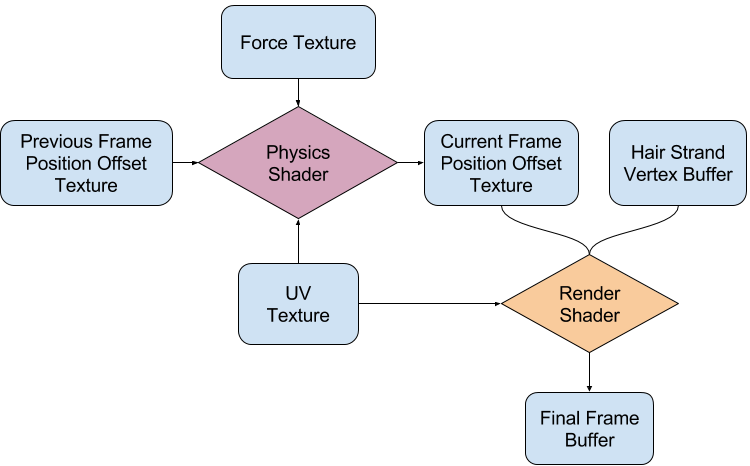 Force Texture
Previous Frame
Position Offset
Texture
Physics
Shader
Current Frame
Position Offset
Texture
Hair Strand
Vertex Buffer
UV
Texture
Render
Shader
Final Frame
Buffer